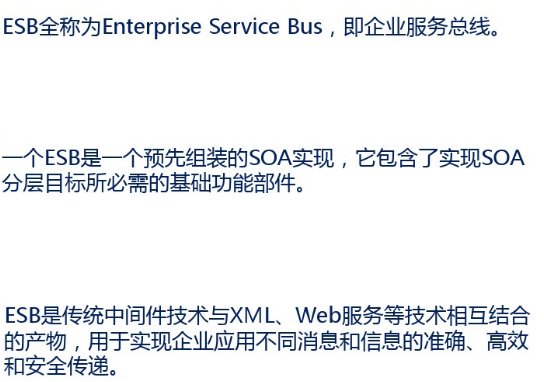 ESB全称为Enterprise Service Bus，即企业服务总线。
一个ESB是一个预先组装的SOA实现，它包含了实现SOA
分层目标所必需的基础功能部件。
ESB是传统中间件技术与XML、Web服务等技术相互结合
的产物，用于实现企业应用不同消息和信息的准确、高效
和安全传递。